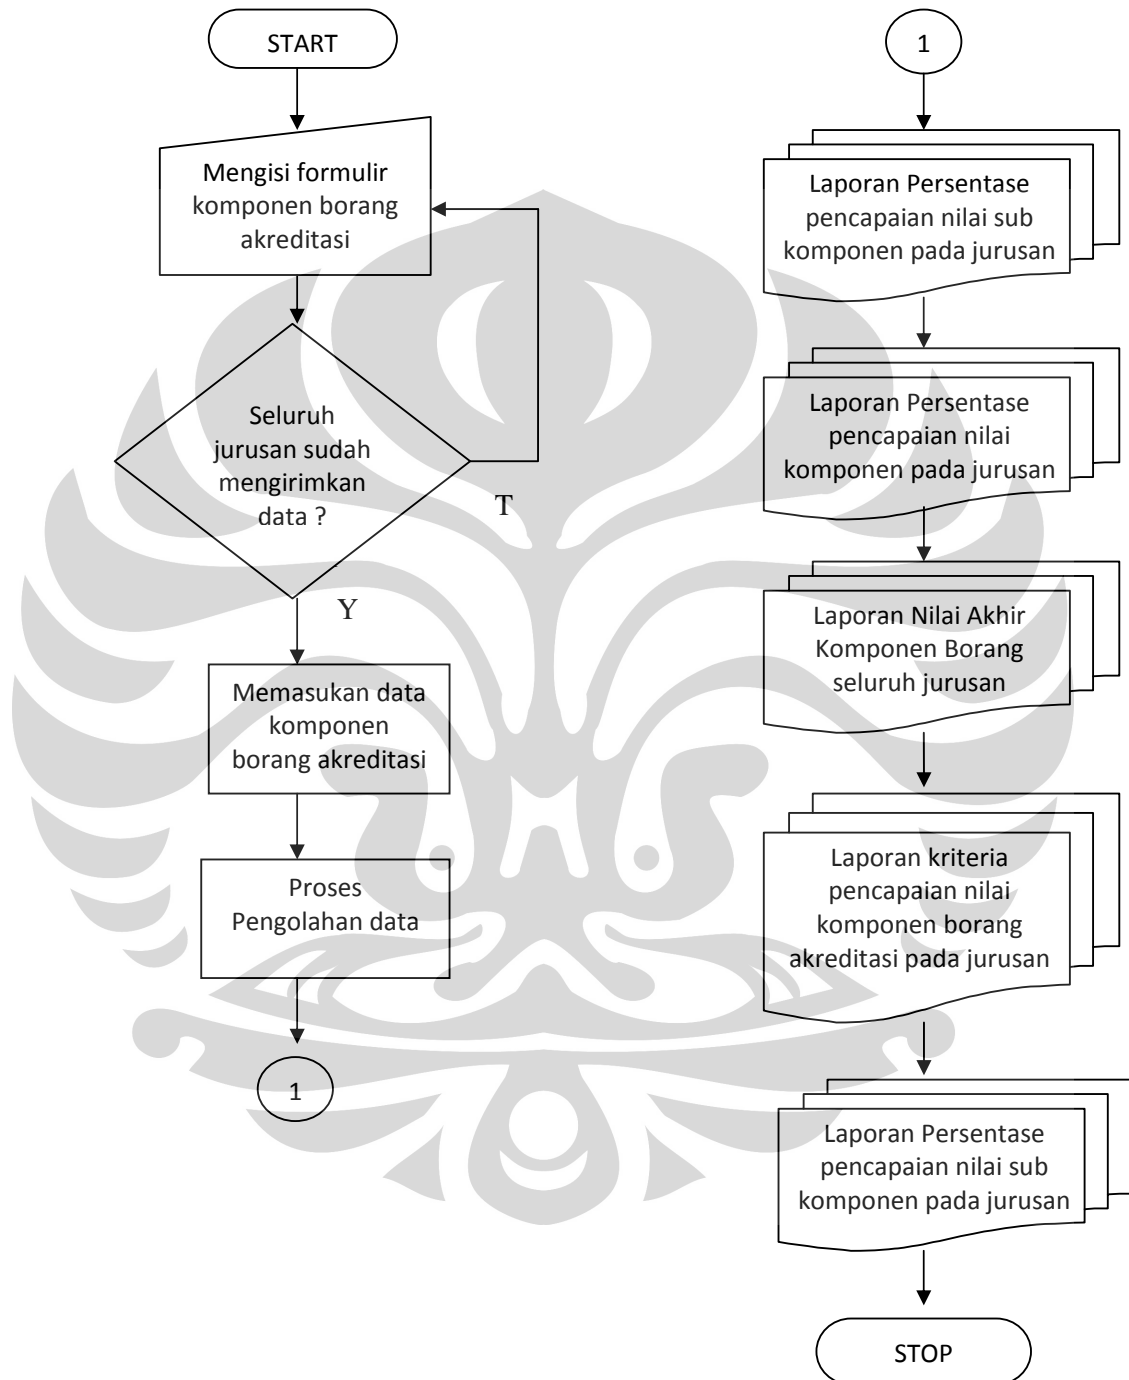 START
Mengisi formulir
komponen borang
akreditasi
Seluruh
jurusan sudah
mengirimkan
data ?
T
Y
Memasukan data
komponen
borang akreditasi
Proses
Pengolahan data
1
1
Laporan Persentase
pencapaian nilai sub
komponen pada jurusan
Laporan Persentase
pencapaian nilai
komponen pada jurusan
Laporan Nilai Akhir
Komponen Borang
seluruh jurusan
Laporan kriteria
pencapaian nilai
komponen borang
akreditasi pada jurusan
Laporan Persentase
pencapaian nilai sub
komponen pada jurusan
STOP